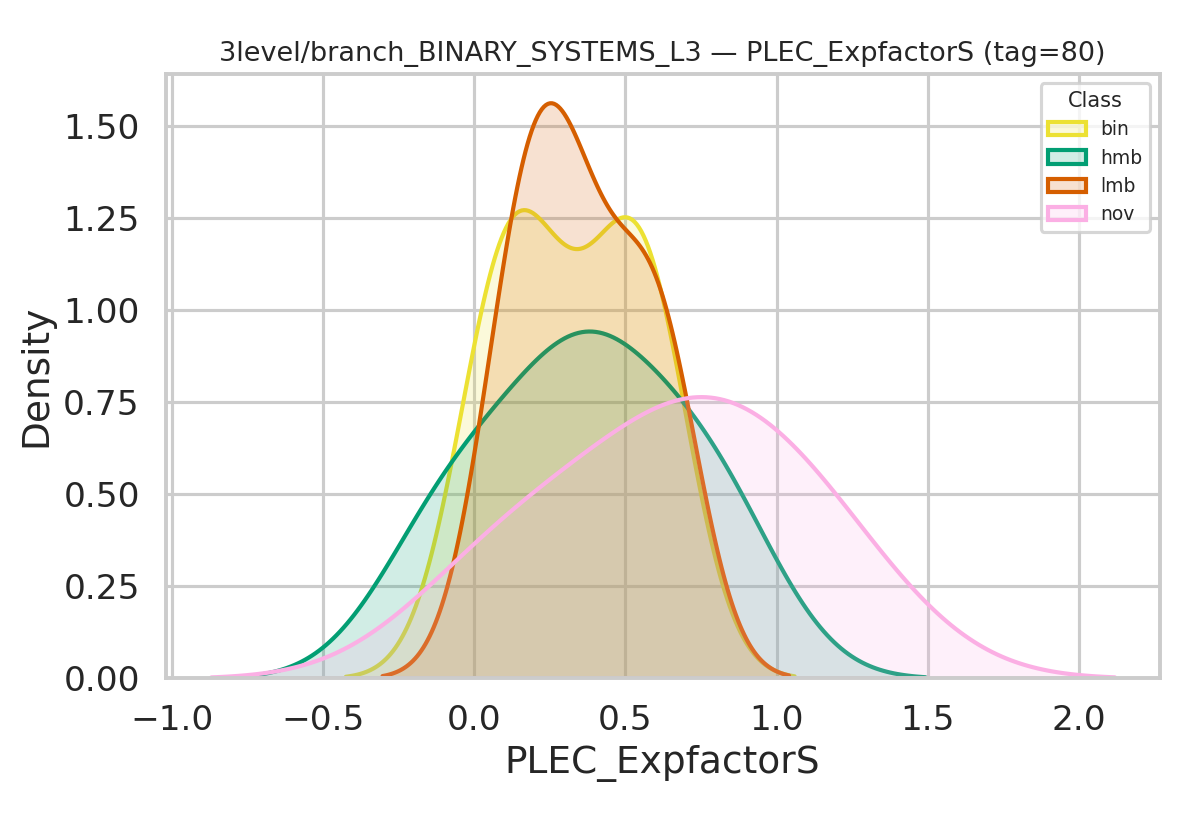 3level/branch_BINARY_SYSTEMS_L3 — PLEC_ExpfactorS (tag=80)
Class
bin
hmb
lmb
nov
Density
1.50
1.25
1.00
0.75
0.50
0.25
0.00
−1.0 −0.5 0.0 0.5 1.0 1.5 2.0
PLEC_ExpfactorS